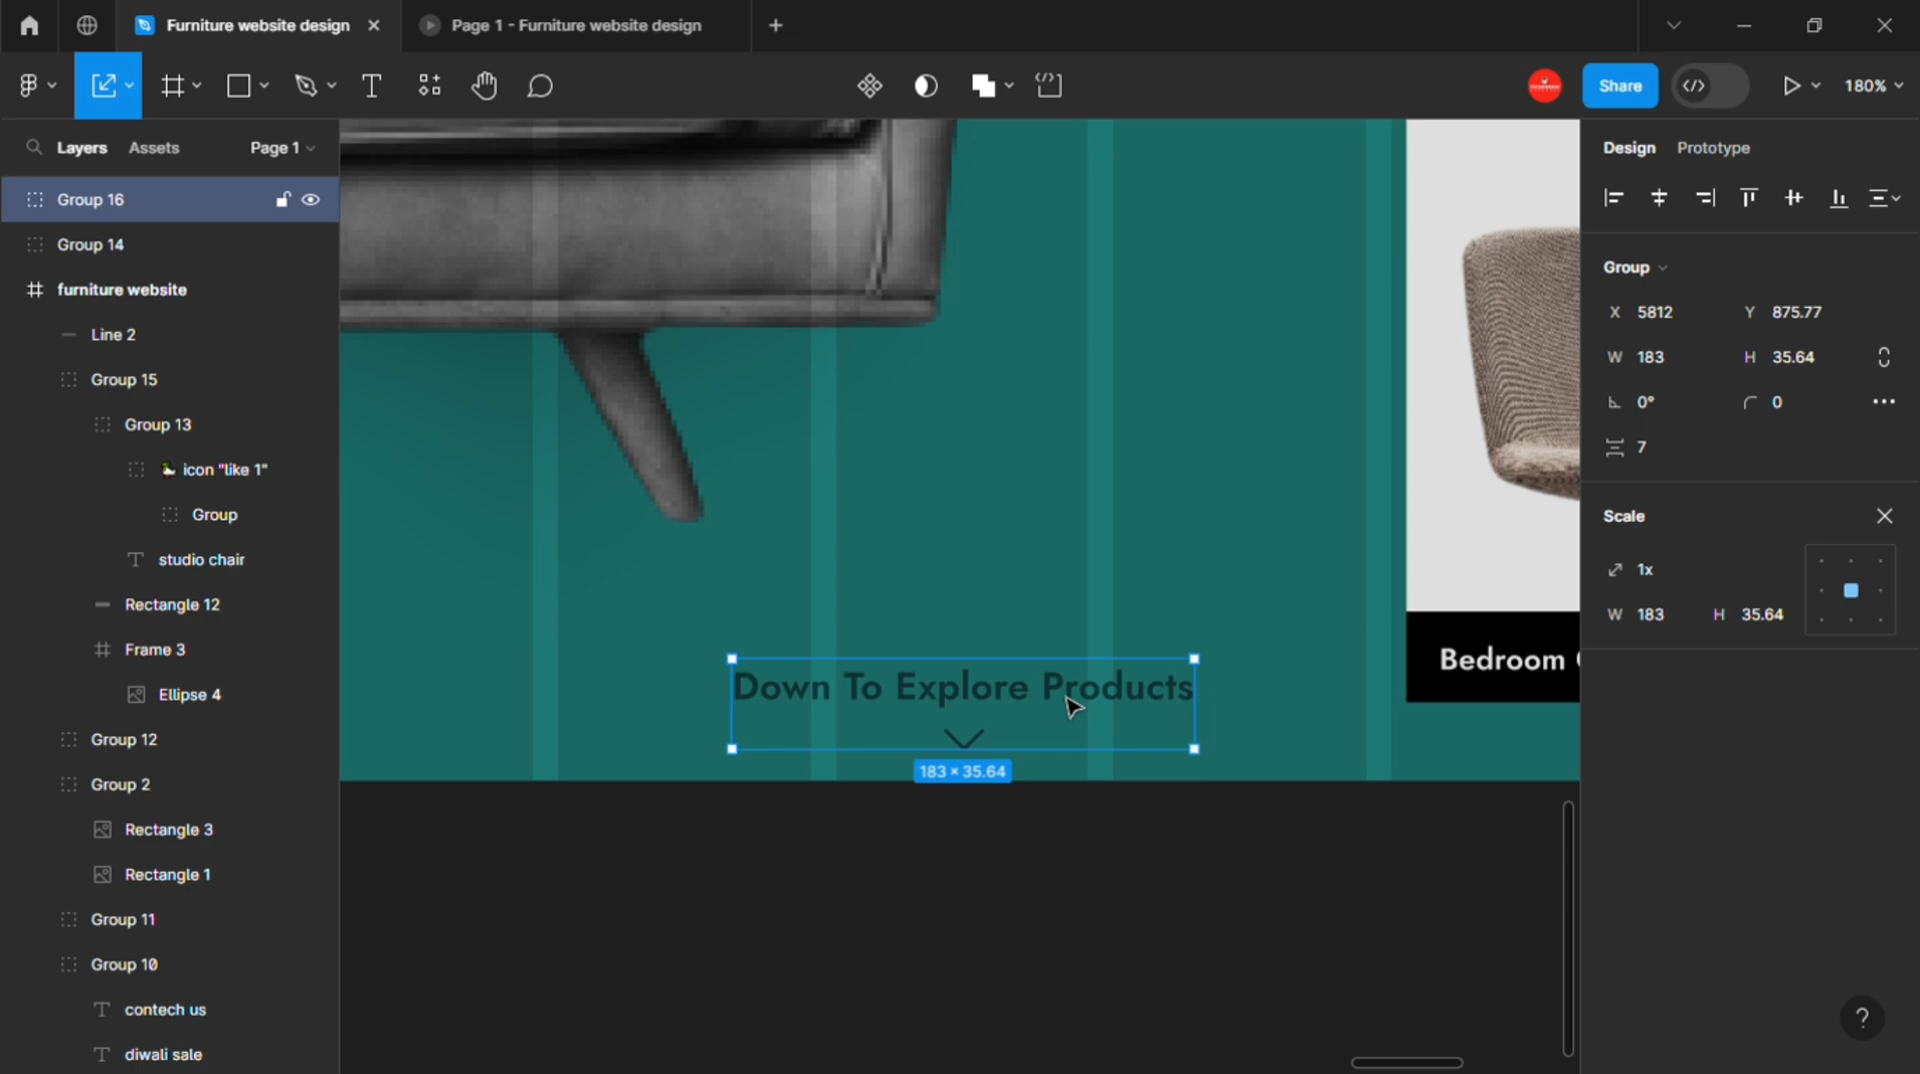 Furniture website design
Page 1 - Furniture website design
Share
180%
Layers
Assets
Page 1
Group 16
Group 14
furniture website
Line 2
Group 15
Group 13
icon "like 1"
Group
studio chair
Rectangle 12
Frame 3
Ellipse 4
Group 12
Group 2
Rectangle 3
Rectangle 1
Group 11
Group 10
contech us
diwali sale
Down To Explore Products
183 × 35.64
Bedroom
Design
Prototype
Group
X 5812
Y 875.77
W 183
H 35.64
0°
0
7
Scale
1x
W 183
H 35.64
?